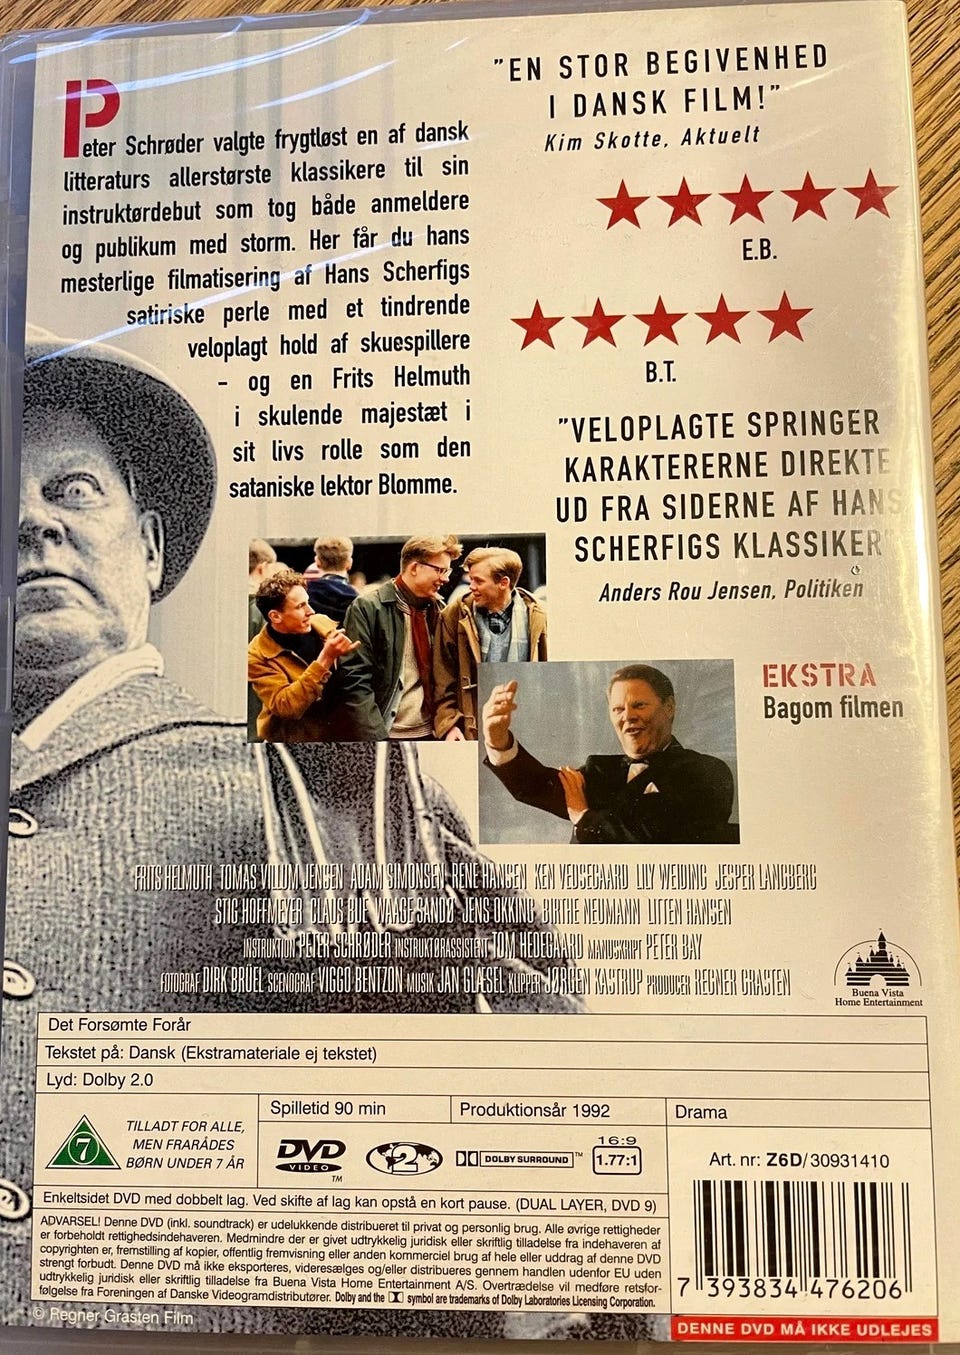 Peter Schrøder valgte frygtløst en af dansk
litteraturs allerstørste klassikere til sin
instruktørdebut som tog både anmeldere
og publikum med storm. Her får du hans
mesterlige filmatisering af Hans Scherfigs
satiriske perle med et tindrende
veloplagt hold af skuespillere
- og en Frits Helmuth
i skulende majestæt i
sit livs rolle som den
sataniske lektor Blomme.
"EN STOR BEGIVENHED
I DANSK FILM!"
Kim Skotte, Aktuelt
E.B.
B.T.
"VELOPLAGTE SPRINGER
KARAKTERERNE DIREKTE
UD FRA SIDERNE AF HANS
SCHERFIGS KLASSIKER"
Anders Rou Jensen, Politiken
EKSTRA
Bagom filmen
FRITS HELMUTH TOMAS VILLUM JENSEN ADAM SIMONSEN RENÉ HANSEN KEN VEDSEGAARD LILY WEIDING JESPER LANGBERG
STIG HOFFMEYER CLAUS BUE WAAGE SANDØ JENS OKKING BIRTHE NEUMANN LITTEN HANSEN
INSTRUKTION PETER SCHRØDER INSTRUKTØRASSISTENT TOM HEDEGAARD MANUSKRIPT PETER BAY
FOTOGRAF DIRK BRÜEL SCENOGRAF VIGGO BENTZON MUSIK JAN GLÆSEL KLIPPER JØRGEN KASTRUP PRODUCER REGNER GRASTEN
Buena Vista
Home Entertainment
Det Forsømte Forår
Tekstet på: Dansk (Ekstramateriale ej tekstet)
Lyd: Dolby 2.0
7
TILLADT FOR ALLE,
MEN FRARÅDES
BØRN UNDER 7 ÅR
Spilletid 90 min
Produktionsår 1992
Drama
DVD
VIDEO
TM
2
DOLBY SURROUND ™
16:9
1.77:1
Art. nr: Z6D/30931410
Enkeltsidet DVD med dobbelt lag. Ved skifte af lag kan opstå en kort pause. (DUAL LAYER, DVD 9)
ADVARSEL! Denne DVD (inkl. soundtrack) er udelukkende distribueret til privat og personlig brug. Alle øvrige rettigheder
er forbeholdt rettighedsindehaveren. Medmindre der er givet udtrykkelig juridisk eller skriftlig tilladelse fra indehaveren af
copyrighten er, fremstilling af kopier, offentlig fremvisning eller anden kommerciel brug af hele eller uddrag af denne DVD
strengt forbudt. Denne DVD må ikke eksporteres, videresælges og/eller distribueres gennem handlen udenfor EU uden
udtrykkelig juridisk eller skriftlig tilladelse fra Buena Vista Home Entertainment A/S. Overtrædelse vil medføre retsfor-
følgelse fra Foreningen af Danske Videogramdistributører. Dolby and the symbol are trademarks of Dolby Laboratories Licensing Corporation.
7 393834 476206
© Regner Grasten Film
DENNE DVD MÅ IKKE UDLEJES